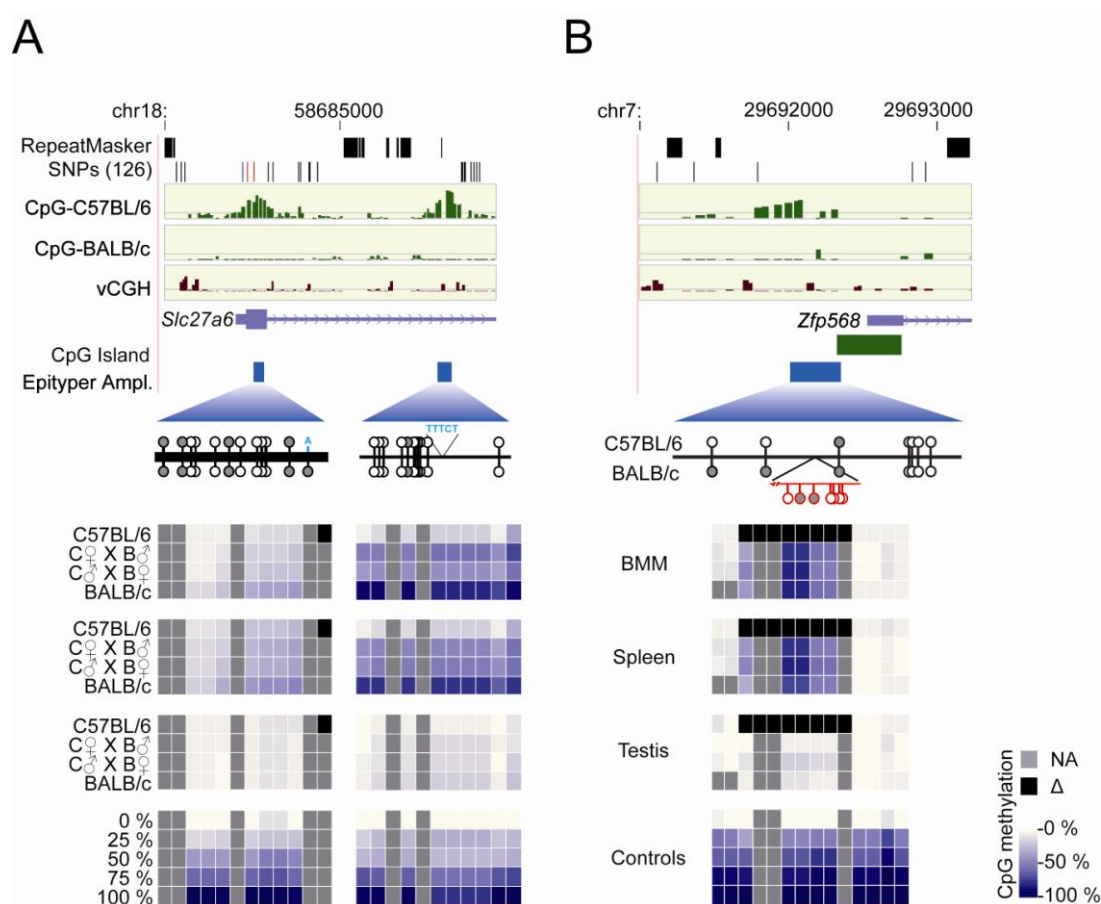 A
B
chr18: 58685000
chr7: 29692000 29693000
RepeatMasker
SNPs (126)
CpG-C57BL/6
CpG-BALB/c
vCGH
Slc27a6
Zfp568
CpG Island
Epityper Ampl.
A
TTTCT
C57BL/6
BALB/c
C57BL/6
C♀ X B♂
C♂ X B♀
BALB/c
BMM
C57BL/6
C♀ X B♂
C♂ X B♀
BALB/c
Spleen
C57BL/6
C♀ X B♂
C♂ X B♀
BALB/c
Testis
0 %
25 %
50 %
75 %
100 %
Controls
NA
Δ
CpG methylation
-0 %
-50 %
-100 %